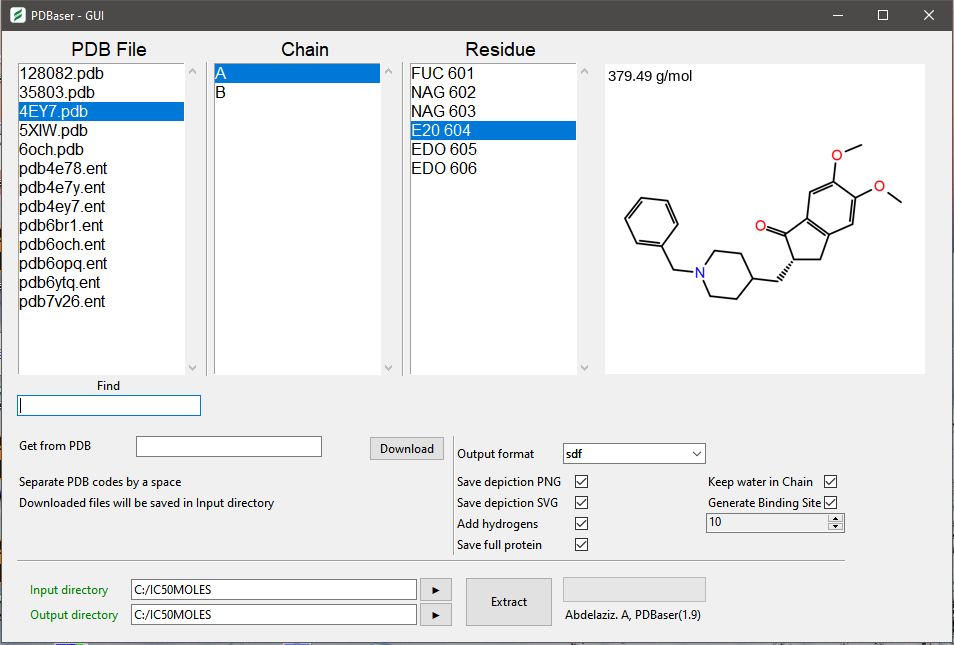 PDBaser - GUI
PDB File
Chain
Residue
128082.pdb
35803.pdb
4EY7.pdb
5XIW.pdb
6och.pdb
pdb4e78.ent
pdb4e7y.ent
pdb4ey7.ent
pdb6br1.ent
pdb6och.ent
pdb6opq.ent
pdb6ytq.ent
pdb7v26.ent
A
B
FUC 601
NAG 602
NAG 603
E20 604
EDO 605
EDO 606
379.49 g/mol
O
O
O
N
Find
Get from PDB
Download
Separate PDB codes by a space
Downloaded files will be saved in Input directory
Output format
sdf
Save depiction PNG
Keep water in Chain
Save depiction SVG
Generate Binding Site
Add hydrogens
10
Save full protein
Input directory
C:/IC50MOLES
Output directory
C:/IC50MOLES
Extract
Abdelaziz. A, PDBaser(1.9)